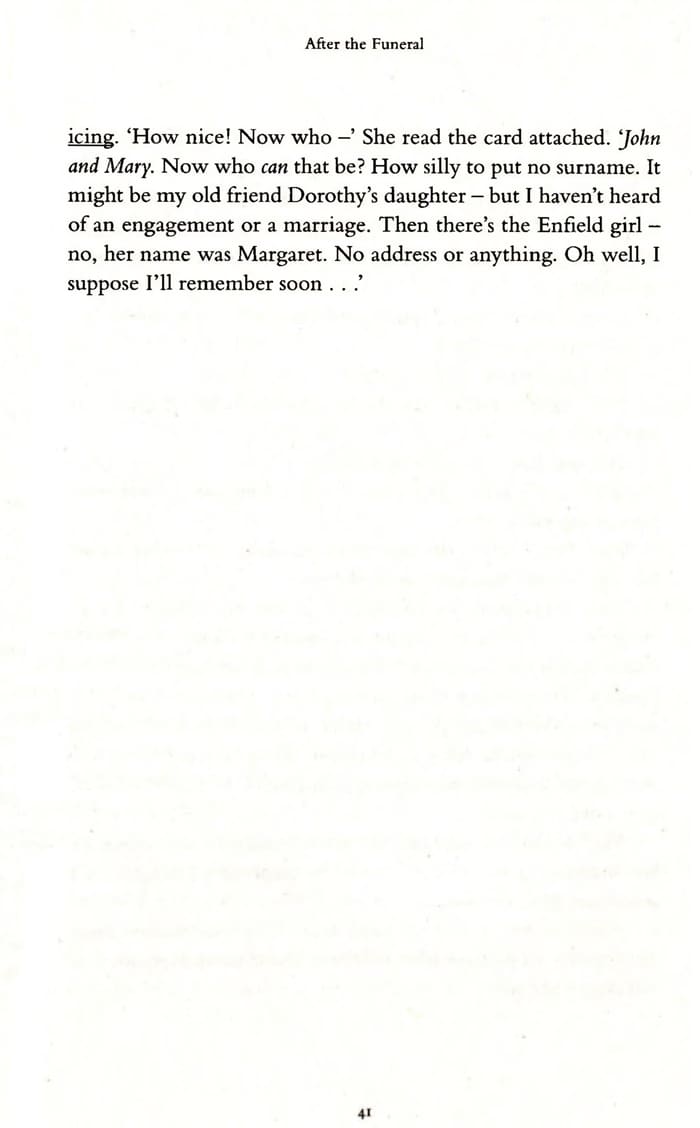 After the Funeral
icing. ‘How nice! Now who –’ She read the card attached. ‘John
and Mary. Now who can that be? How silly to put no surname. It
might be my old friend Dorothy’s daughter – but I haven’t heard
of an engagement or a marriage. Then there’s the Enfield girl –
no, her name was Margaret. No address or anything. Oh well, I
suppose I’ll remember soon . . .’
41